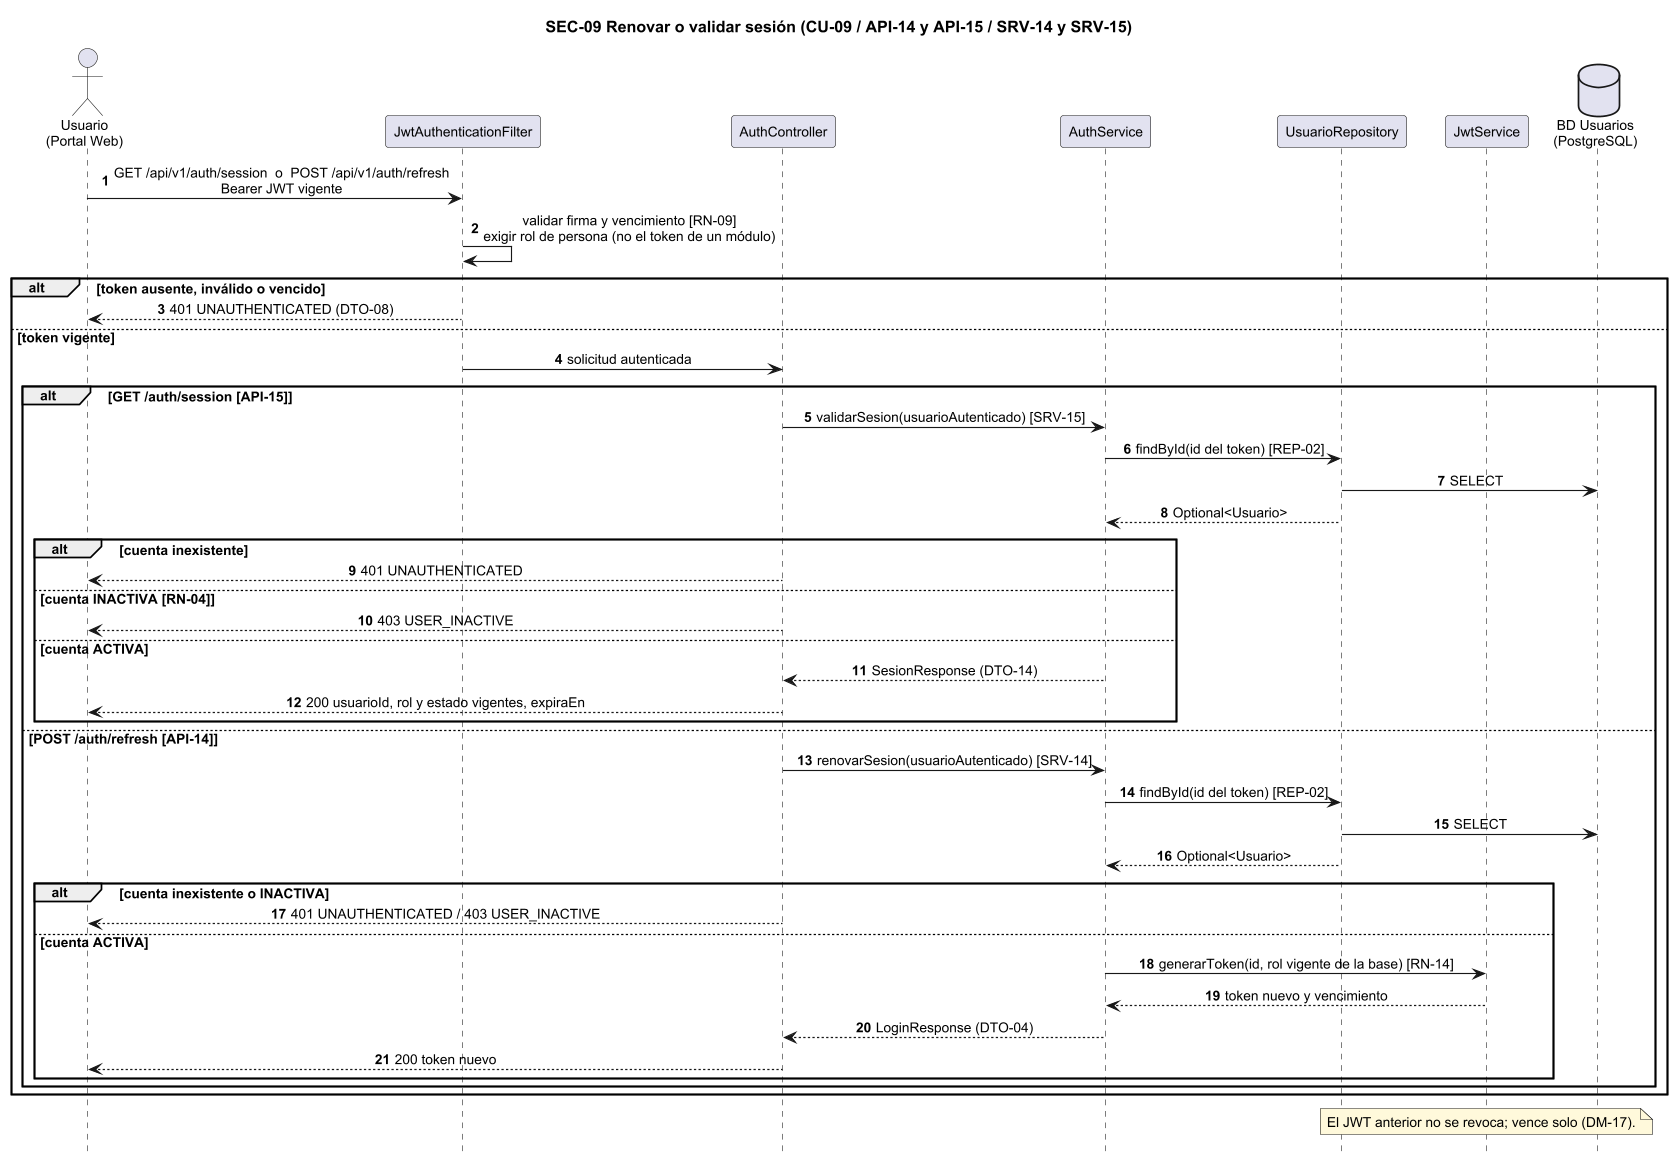 SEC-09 Renovar o validar sesión (CU-09 / API-14 y API-15 / SRV-14 y SRV-15)
Usuario
(Portal Web)
JwtAuthenticationFilter
AuthController
AuthService
UsuarioRepository
JwtService
BD Usuarios
(PostgreSQL)
1 GET /api/v1/auth/session o POST /api/v1/auth/refresh
Bearer JWT vigente
2 validar firma y vencimiento [RN-09]
exigir rol de persona (no el token de un módulo)
alt [token ausente, inválido o vencido]
3 401 UNAUTHENTICATED (DTO-08)
[token vigente]
4 solicitud autenticada
alt [GET /auth/session [API-15]]
5 validarSesion(usuarioAutenticado) [SRV-15]
6 findById(id del token) [REP-02]
7 SELECT
8 Optional<Usuario>
alt [cuenta inexistente]
9 401 UNAUTHENTICATED
[cuenta INACTIVA [RN-04]]
10 403 USER_INACTIVE
[cuenta ACTIVA]
11 SesionResponse (DTO-14)
12 200 usuarioId, rol y estado vigentes, expiraEn
[POST /auth/refresh [API-14]]
13 renovarSesion(usuarioAutenticado) [SRV-14]
14 findById(id del token) [REP-02]
15 SELECT
16 Optional<Usuario>
alt [cuenta inexistente o INACTIVA]
17 401 UNAUTHENTICATED / 403 USER_INACTIVE
[cuenta ACTIVA]
18 generarToken(id, rol vigente de la base) [RN-14]
19 token nuevo y vencimiento
20 LoginResponse (DTO-04)
21 200 token nuevo
El JWT anterior no se revoca; vence solo (DM-17).